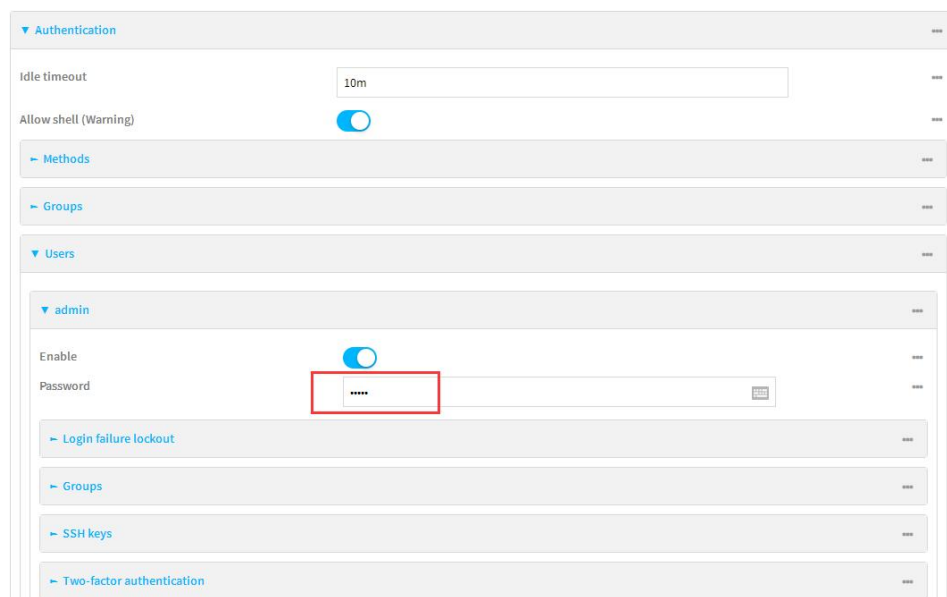 Authentication
Idle timeout
10m
Allow shell (Warning)
Methods
Groups
Users
admin
Enable
Password
•••••
Login failure lockout
Groups
SSH keys
Two-factor authentication